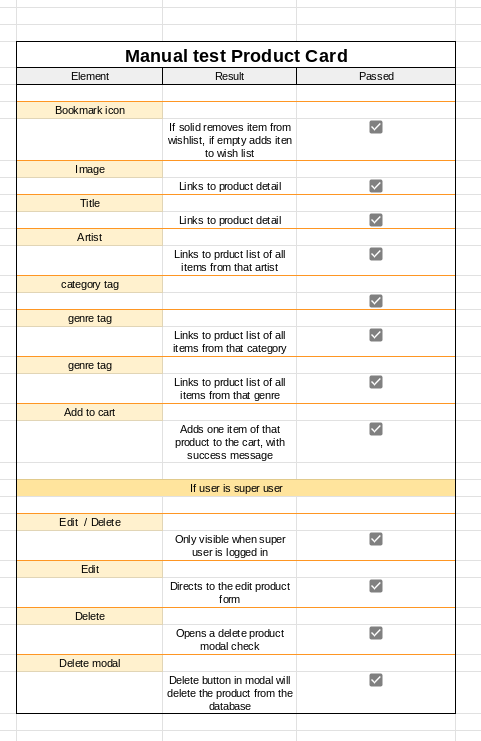 Manual test Product Card
Element Result Passed
Bookmark icon
If solid removes item from
wishlist, if empty adds iten
to wish list
Image
Links to product detail
Title
Links to product detail
Artist
Links to prduct list of all
items from that artist
category tag
genre tag
Links to prduct list of all
items from that category
genre tag
Links to prduct list of all
items from that genre
Add to cart
Adds one item of that
product to the cart, with
success message
If user is super user
Edit / Delete
Only visible when super
user is logged in
Edit
Directs to the edit product
form
Delete
Opens a delete product
modal check
Delete modal
Delete button in modal will
delete the product from the
database